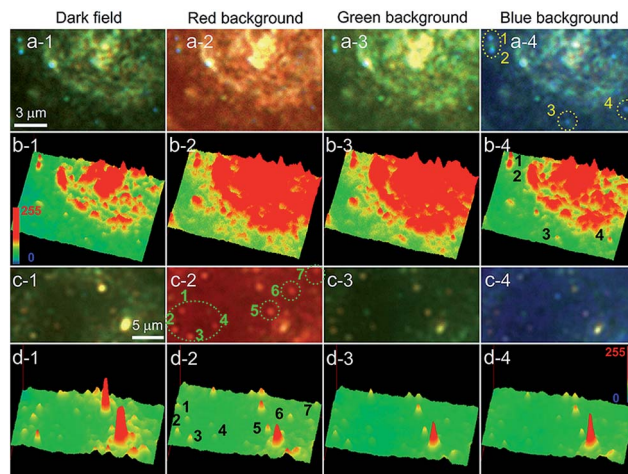 Dark field Red background Green background Blue background
a-1 a-2 a-3 a-4
1
2
3 4
3 μm
b-1 b-2 b-3 b-4
1
2
3 4
255
0
c-1 c-2 c-3 c-4
7
6
1
5
2 4
3
5 μm
d-1 d-2 d-3 d-4
255
0
1 6 7
2 3 4 5